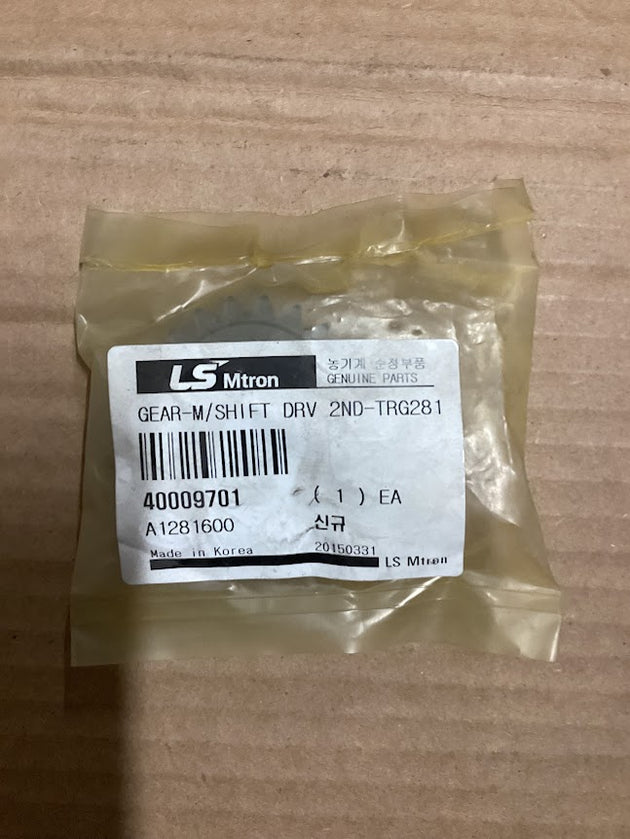 LS Mtron
농기계 순정부품
GENUINE PARTS
GEAR-M/SHIFT DRV 2ND-TRG281
40009701 ( 1 ) EA
A1281600 신규
Made in Korea 20150331
LS Mtron